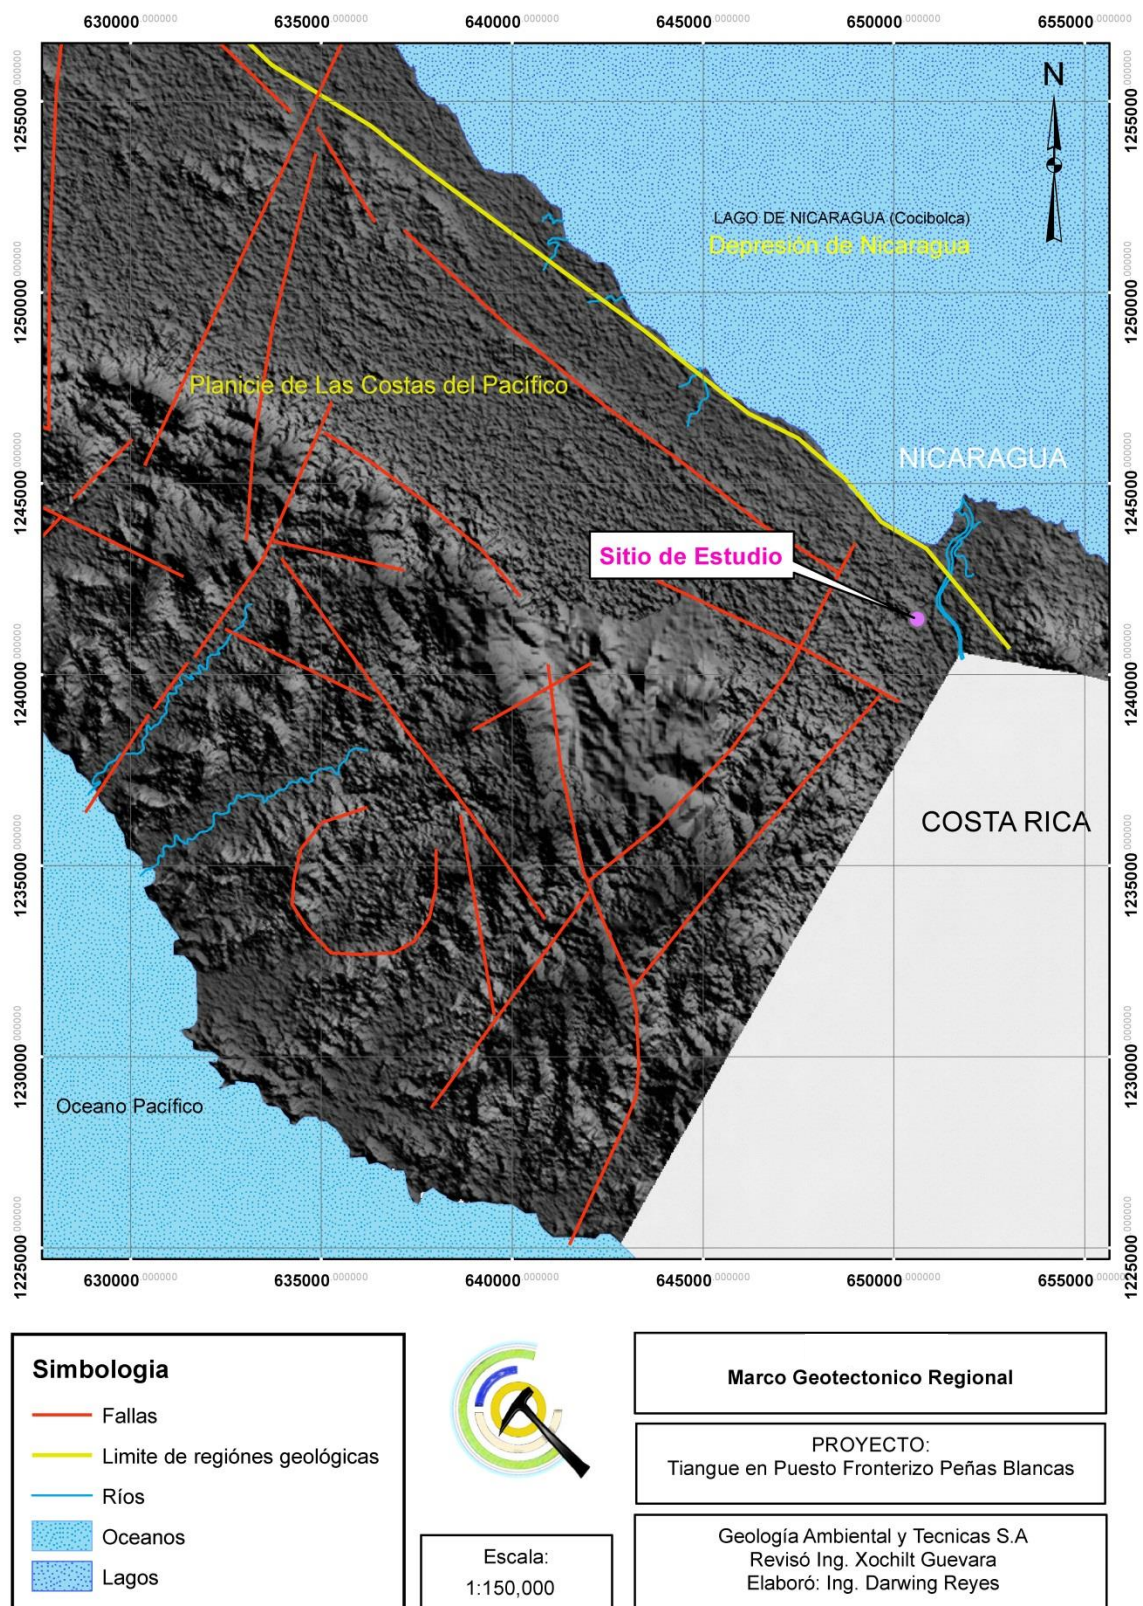 630000.000000 635000.000000 640000.000000 645000.000000 650000.000000 655000.000000
1255000.000000
1250000.000000
1245000.000000
1240000.000000
1235000.000000
1230000.000000
1225000.000000
N
LAGO DE NICARAGUA (Cocibolca)
Depresión de Nicaragua
Planicie de Las Costas del Pacífico
NICARAGUA
Sitio de Estudio
COSTA RICA
Oceano Pacífico
1255000.000000
1250000.000000
1245000.000000
1240000.000000
1235000.000000
1230000.000000
1225000.000000
630000.000000 635000.000000 640000.000000 645000.000000 650000.000000 655000.000000
Simbologia
Fallas
Limite de regiónes geológicas
Ríos
Oceanos
Lagos
Escala:
1:150,000
Marco Geotectonico Regional
PROYECTO:
Tiangue en Puesto Fronterizo Peñas Blancas
Geología Ambiental y Tecnicas S.A
Revisó Ing. Xochilt Guevara
Elaboró: Ing. Darwing Reyes